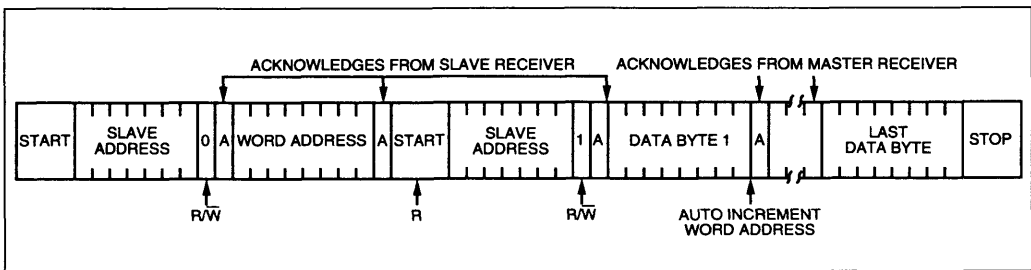 ACKNOWLEDGES FROM SLAVE RECEIVER ACKNOWLEDGES FROM MASTER RECEIVER
START SLAVE ADDRESS 0 A WORD ADDRESS A START SLAVE ADDRESS 1 A DATA BYTE 1 A LAST DATA BYTE STOP
R/W̅ R R/W̅ AUTO INCREMENT WORD ADDRESS